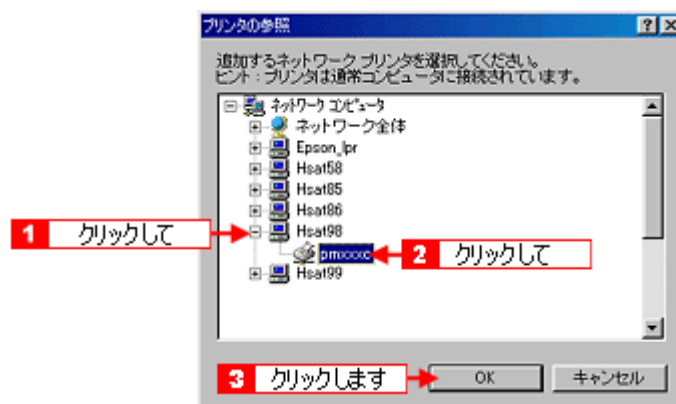 プリンタの参照
追加するネットワーク プリンタを選択してください。
ヒント：プリンタは通常コンピュータに接続されています。
ネットワーク コンピュータ
ネットワーク全体
Epson_lpr
Hsat58
Hsat85
Hsat86
1 クリックして
Hsat98
pmxxxc
2 クリックして
Hsat99
3 クリックします
OK
キャンセル